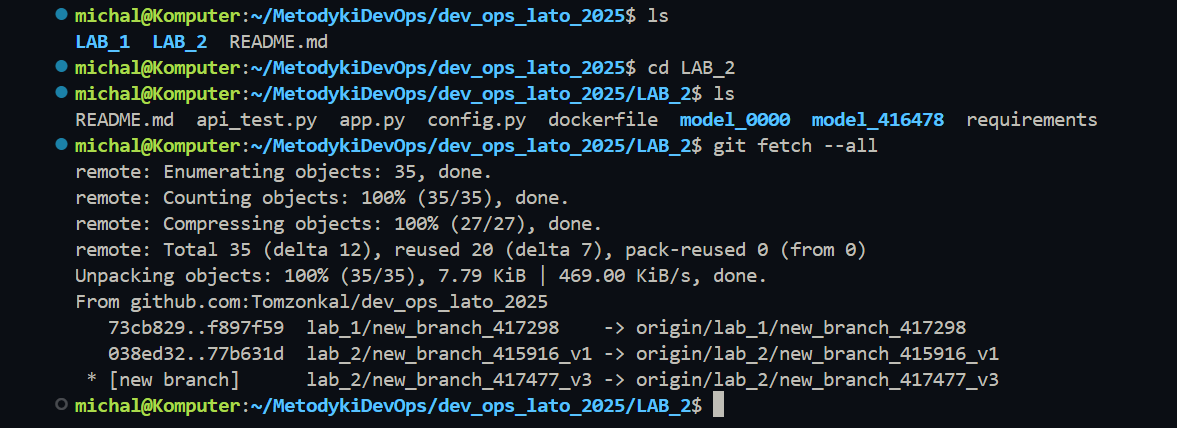 michal@Komputer:~/MetodykiDevOps/dev_ops_lato_2025$ ls
LAB_1  LAB_2  README.md
michal@Komputer:~/MetodykiDevOps/dev_ops_lato_2025$ cd LAB_2
michal@Komputer:~/MetodykiDevOps/dev_ops_lato_2025/LAB_2$ ls
README.md  api_test.py  app.py  config.py  dockerfile  model_0000  model_416478  requirements
michal@Komputer:~/MetodykiDevOps/dev_ops_lato_2025/LAB_2$ git fetch --all
remote: Enumerating objects: 35, done.
remote: Counting objects: 100% (35/35), done.
remote: Compressing objects: 100% (27/27), done.
remote: Total 35 (delta 12), reused 20 (delta 7), pack-reused 0 (from 0)
Unpacking objects: 100% (35/35), 7.79 KiB | 469.00 KiB/s, done.
From github.com:Tomzonkal/dev_ops_lato_2025
   73cb829..f897f59  lab_1/new_branch_417298    -> origin/lab_1/new_branch_417298
   038ed32..77b631d  lab_2/new_branch_415916_v1 -> origin/lab_2/new_branch_415916_v1
 * [new branch]      lab_2/new_branch_417477_v3 -> origin/lab_2/new_branch_417477_v3
michal@Komputer:~/MetodykiDevOps/dev_ops_lato_2025/LAB_2$